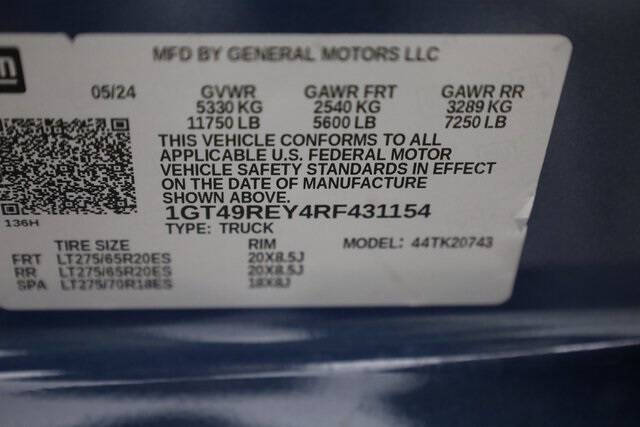 MFD BY GENERAL MOTORS LLC
05/24 GVWR GAWR FRT GAWR RR
5330 KG 2540 KG 3289 KG
11750 LB 5600 LB 7250 LB
THIS VEHICLE CONFORMS TO ALL
APPLICABLE U.S. FEDERAL MOTOR
VEHICLE SAFETY STANDARDS IN EFFECT
ON THE DATE OF MANUFACTURE
SHOWN ABOVE.
1GT49REY4RF431154
136H
TYPE: TRUCK
TIRE SIZE RIM MODEL: 44TK20743
FRT LT275/65R20ES 20X8.5J
RR LT275/65R20ES 20X8.5J
SPA LT275/70R18ES 18X8J